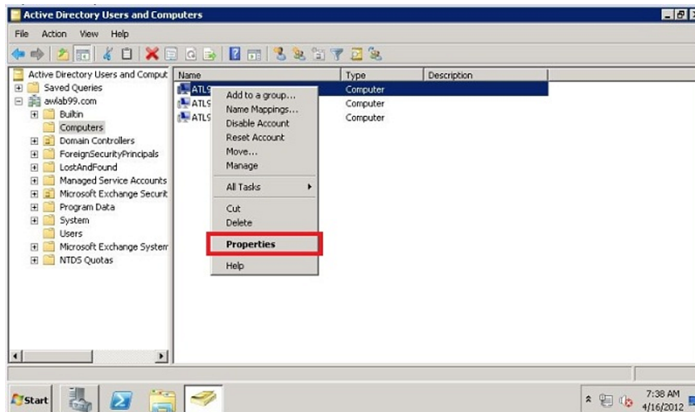 Active Directory Users and Computers
File Action View Help
Active Directory Users and Comput
Saved Queries
awlab99.com
Builtin
Computers
Domain Controllers
ForeignSecurityPrincipals
LostAndFound
Managed Service Accounts
Microsoft Exchange Securit
Program Data
System
Users
Microsoft Exchange System
NTDS Quotas
Name Type Description
ATL9 Computer
ATL9 Computer
ATL9 Computer
Add to a group...
Name Mappings...
Disable Account
Reset Account
Move...
Manage
All Tasks
Cut
Delete
Properties
Help
Start
7:38 AM
4/16/2012